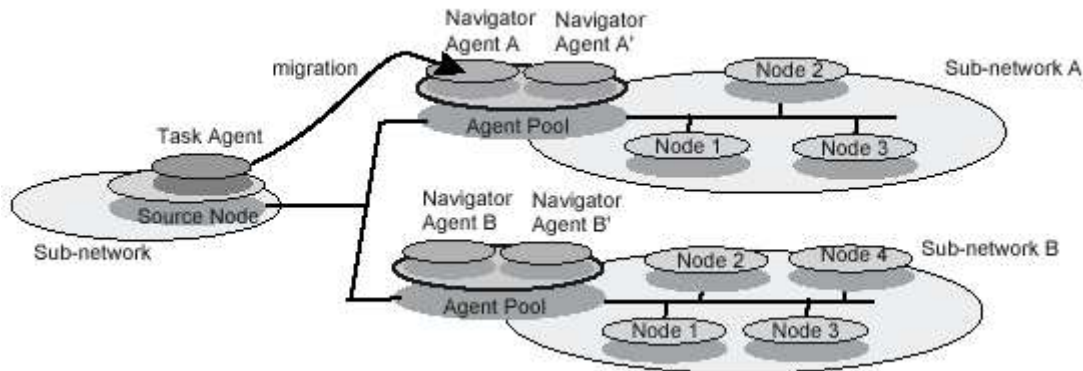 Navigator
Agent A
Navigator
Agent A'
migration
Node 2
Sub-network A
Agent Pool
Task Agent
Node 1
Node 3
Source Node
Sub-network
Navigator
Agent B
Navigator
Agent B'
Node 2
Node 4
Sub-network B
Agent Pool
Node 1
Node 3